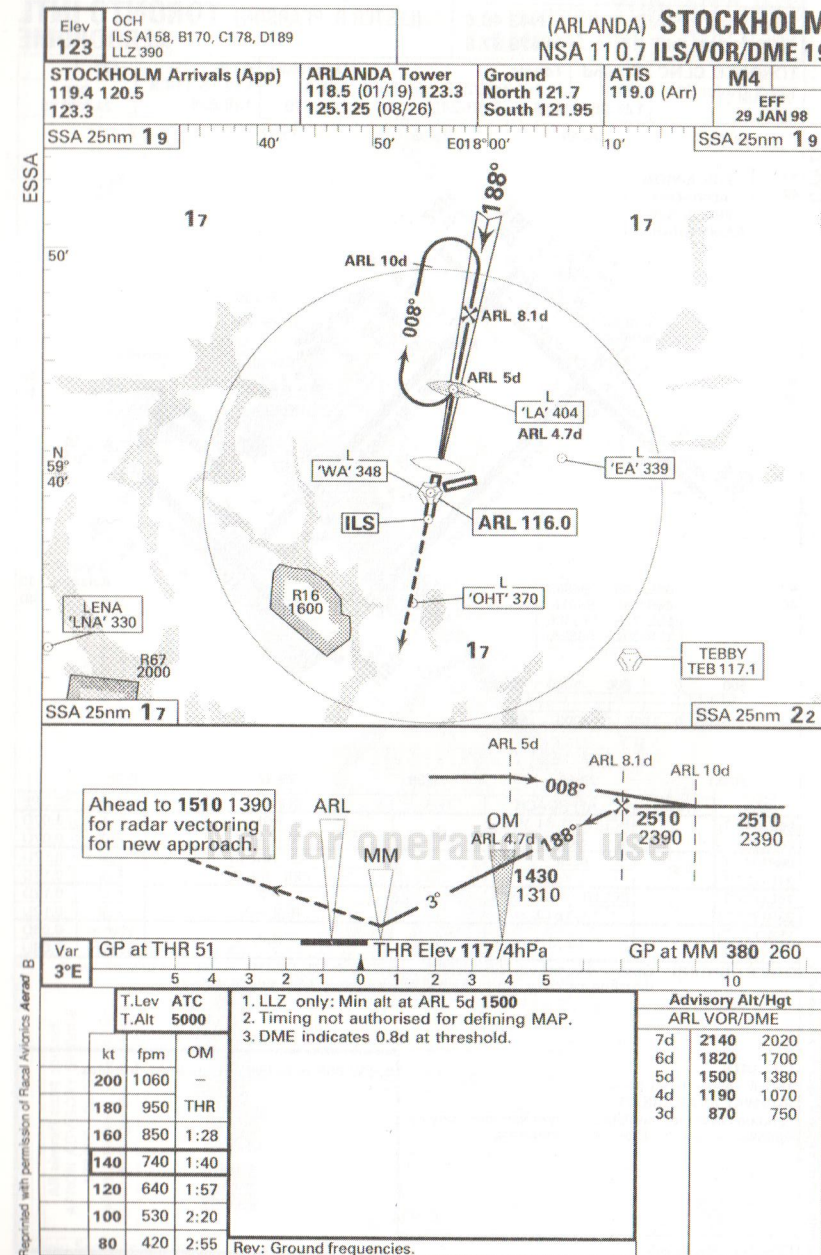 Elev
123
OCH
ILS A158, B170, C178, D189
LLZ 390
(ARLANDA) STOCKHOLM
NSA 110.7 ILS/VOR/DME 19
STOCKHOLM Arrivals (App)
119.4 120.5
123.3
ARLANDA Tower
118.5 (01/19) 123.3
125.125 (08/26)
Ground
North 121.7
South 121.95
ATIS
119.0 (Arr)
M4
EFF
29 JAN 98
ESSA
SSA 25nm 19
40'
50'
E018°00'
10'
SSA 25nm 19
188°
17
17
50'
ARL 10d
008°
ARL 8.1d
ARL 5d
L
'LA' 404
ARL 4.7d
N
59°
40'
L
'WA' 348
L
'EA' 339
ILS
ARL 116.0
R16
1600
L
'OHT' 370
LENA
'LNA' 330
R67
2000
17
TEBBY
TEB 117.1
SSA 25nm 17
SSA 25nm 22
ARL 5d
ARL 8.1d
ARL 10d
008°
Ahead to 1510 1390
for radar vectoring
for new approach.
ARL
MM
OM
ARL 4.7d
188°
2510
2390
2510
2390
Not for operational use
1430
1310
3°
Var
3°E
GP at THR 51
THR Elev 117/4hPa
GP at MM 380 260
5 4 3 2 1 0 1 2 3 4 5 10
T.Lev ATC
T.Alt 5000
kt fpm OM
200 1060 –
180 950 THR
160 850 1:28
140 740 1:40
120 640 1:57
100 530 2:20
80 420 2:55
1. LLZ only: Min alt at ARL 5d 1500
2. Timing not authorised for defining MAP.
3. DME indicates 0.8d at threshold.
Rev: Ground frequencies.
Advisory Alt/Hgt
ARL VOR/DME
7d 2140 2020
6d 1820 1700
5d 1500 1380
4d 1190 1070
3d 870 750
Reprinted with permission of Racal Avionics Aerad B